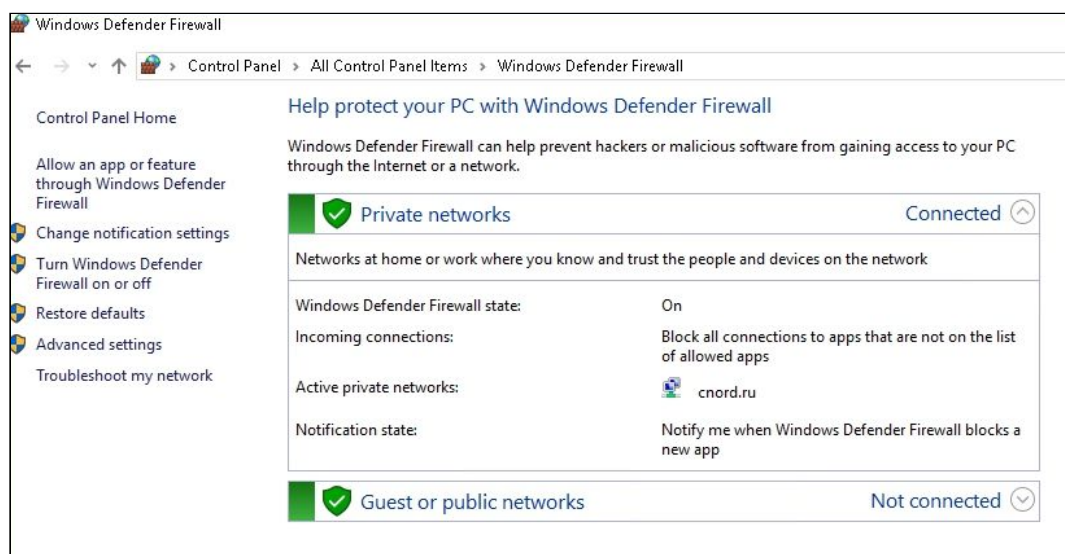 Windows Defender Firewall
Control Panel > All Control Panel Items > Windows Defender Firewall
Control Panel Home
Allow an app or feature
through Windows Defender
Firewall
Change notification settings
Turn Windows Defender
Firewall on or off
Restore defaults
Advanced settings
Troubleshoot my network
Help protect your PC with Windows Defender Firewall
Windows Defender Firewall can help prevent hackers or malicious software from gaining access to your PC
through the Internet or a network.
Private networks Connected
Networks at home or work where you know and trust the people and devices on the network
Windows Defender Firewall state: On
Incoming connections: Block all connections to apps that are not on the list
of allowed apps
Active private networks: cnord.ru
Notification state: Notify me when Windows Defender Firewall blocks a
new app
Guest or public networks Not connected